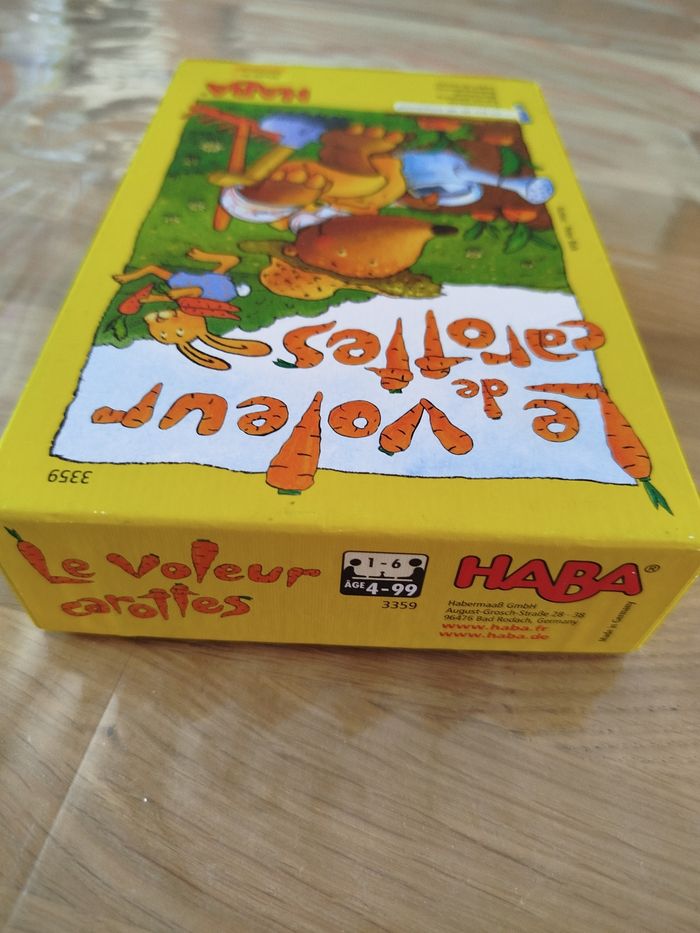 HABA
Le voleur
de
carottes
3359
Le voleur
carottes
1-6
ÂGE 4-99
3359
HABA®
Habermaaß GmbH
August-Grosch-Straße 28–38
96476 Bad Rodach, Germany
www.haba.fr
www.haba.de
Made in Germany